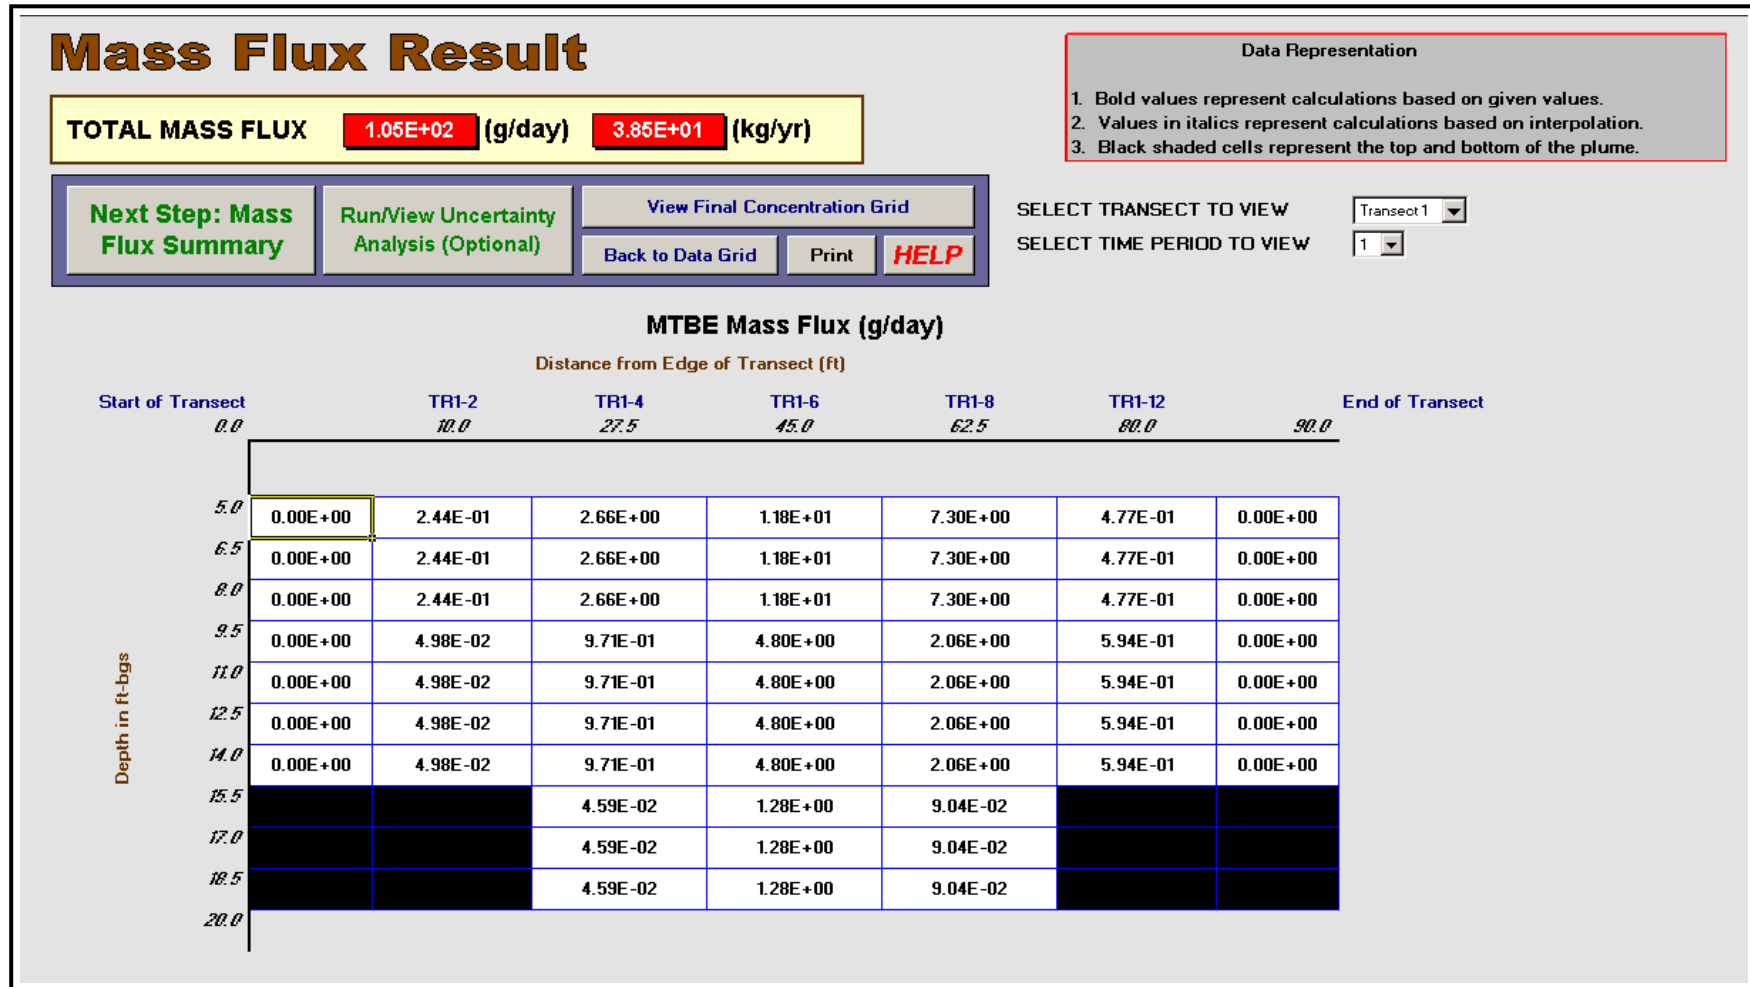 Mass Flux Result
Data Representation
1. Bold values represent calculations based on given values.
2. Values in italics represent calculations based on interpolation.
3. Black shaded cells represent the top and bottom of the plume.
TOTAL MASS FLUX 1.05E+02 (g/day) 3.85E+01 (kg/yr)
Next Step: Mass
Flux Summary
Run/View Uncertainty
Analysis (Optional)
View Final Concentration Grid
Back to Data Grid Print HELP
SELECT TRANSECT TO VIEW Transect 1
SELECT TIME PERIOD TO VIEW 1
MTBE Mass Flux (g/day)
Distance from Edge of Transect (ft)
Start of Transect TR1-2 TR1-4 TR1-6 TR1-8 TR1-12 End of Transect
0.0 10.0 27.5 45.0 62.5 80.0 90.0
Depth in ft-bgs
5.0
0.00E+00 2.44E-01 2.66E+00 1.18E+01 7.30E+00 4.77E-01 0.00E+00
6.5
0.00E+00 2.44E-01 2.66E+00 1.18E+01 7.30E+00 4.77E-01 0.00E+00
8.0
0.00E+00 2.44E-01 2.66E+00 1.18E+01 7.30E+00 4.77E-01 0.00E+00
9.5
0.00E+00 4.98E-02 9.71E-01 4.80E+00 2.06E+00 5.94E-01 0.00E+00
11.0
0.00E+00 4.98E-02 9.71E-01 4.80E+00 2.06E+00 5.94E-01 0.00E+00
12.5
0.00E+00 4.98E-02 9.71E-01 4.80E+00 2.06E+00 5.94E-01 0.00E+00
14.0
0.00E+00 4.98E-02 9.71E-01 4.80E+00 2.06E+00 5.94E-01 0.00E+00
15.5
4.59E-02 1.28E+00 9.04E-02
17.0
4.59E-02 1.28E+00 9.04E-02
18.5
4.59E-02 1.28E+00 9.04E-02
20.0